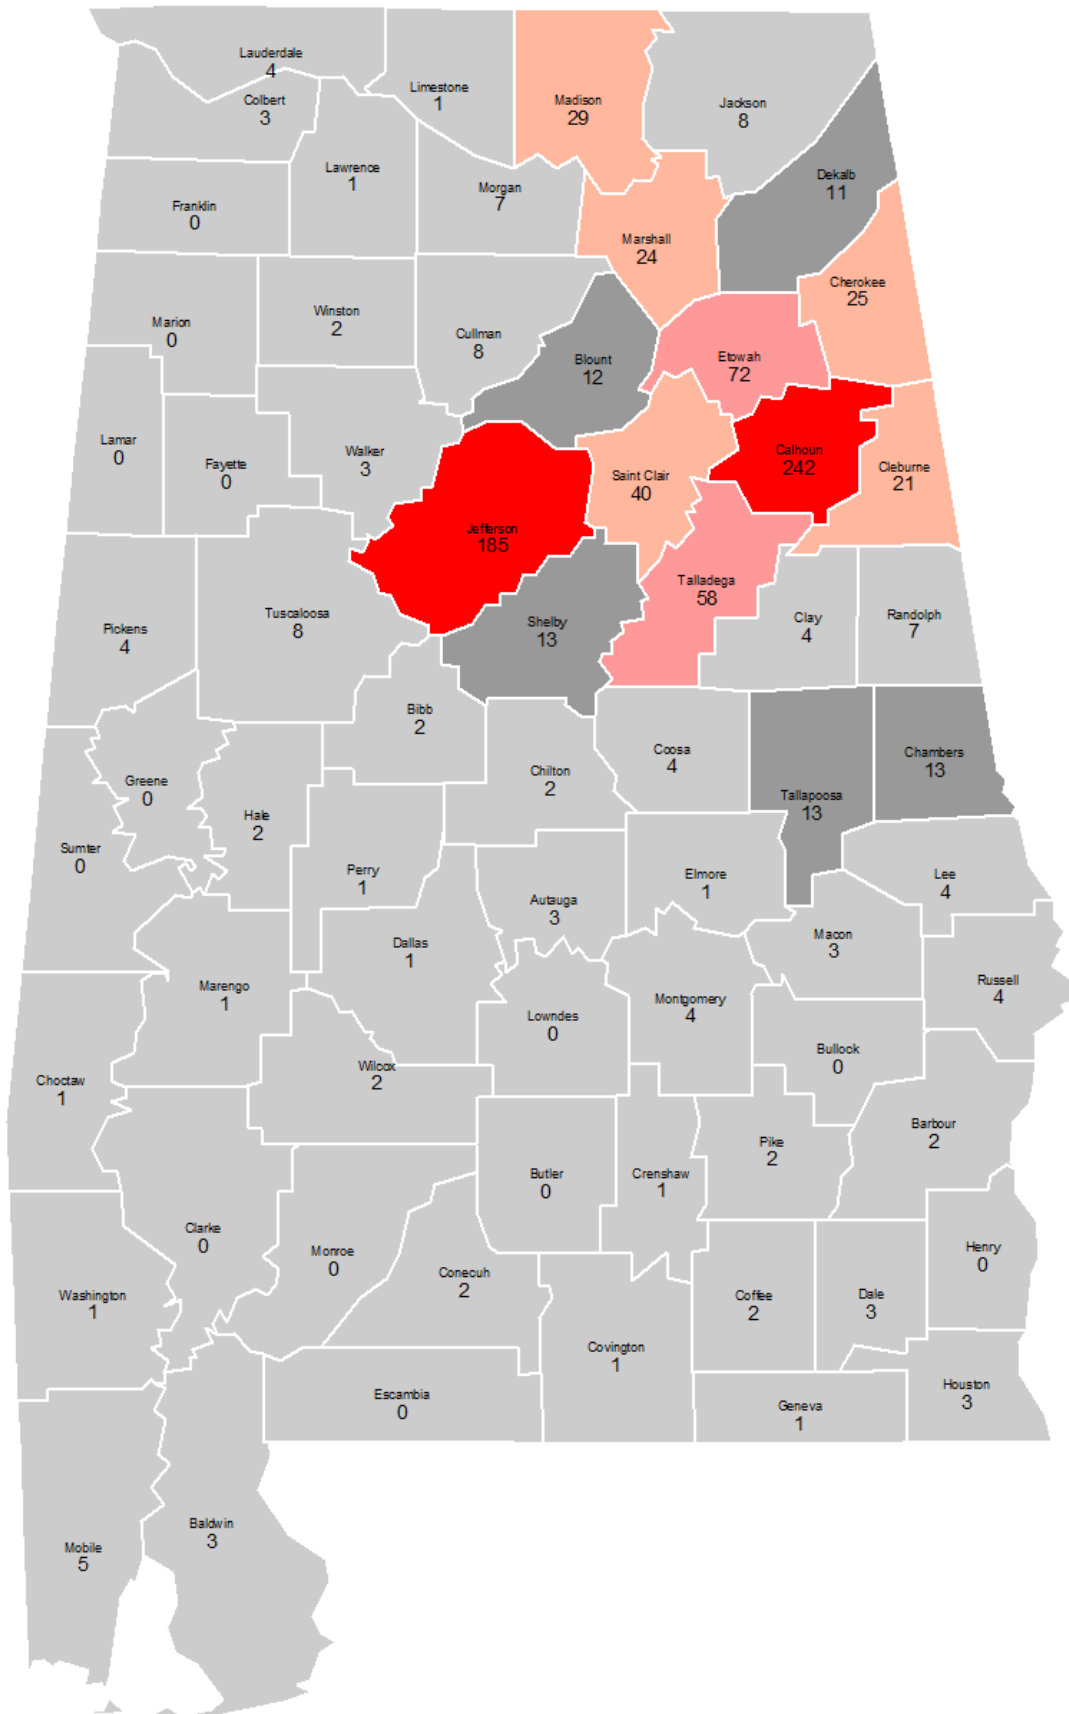 Lauderdale
4
Limestone
1
Madison
29
Jackson
8
Colbert
3
Lawrence
1
Morgan
7
Dekalb
11
Franklin
0
Marshall
24
Cherokee
25
Marion
0
Winston
2
Cullman
8
Blount
12
Etowah
72
Lamar
0
Fayette
0
Walker
3
Saint Clair
40
Calhoun
242
Cleburne
21
Jefferson
185
Talladega
58
Pickens
4
Tuscaloosa
8
Shelby
13
Clay
4
Randolph
7
Bibb
2
Coosa
4
Chambers
13
Greene
0
Chilton
2
Tallapoosa
13
Hale
2
Sumter
0
Perry
1
Elmore
1
Lee
4
Autauga
3
Macon
3
Dallas
1
Marengo
1
Montgomery
4
Russell
4
Lowndes
0
Bullock
0
Choctaw
1
Wilcox
2
Barbour
2
Butler
0
Crenshaw
1
Pike
2
Clarke
0
Monroe
0
Henry
0
Conecuh
2
Washington
1
Coffee
2
Dale
3
Covington
1
Escambia
0
Geneva
1
Houston
3
Baldwin
3
Mobile
5